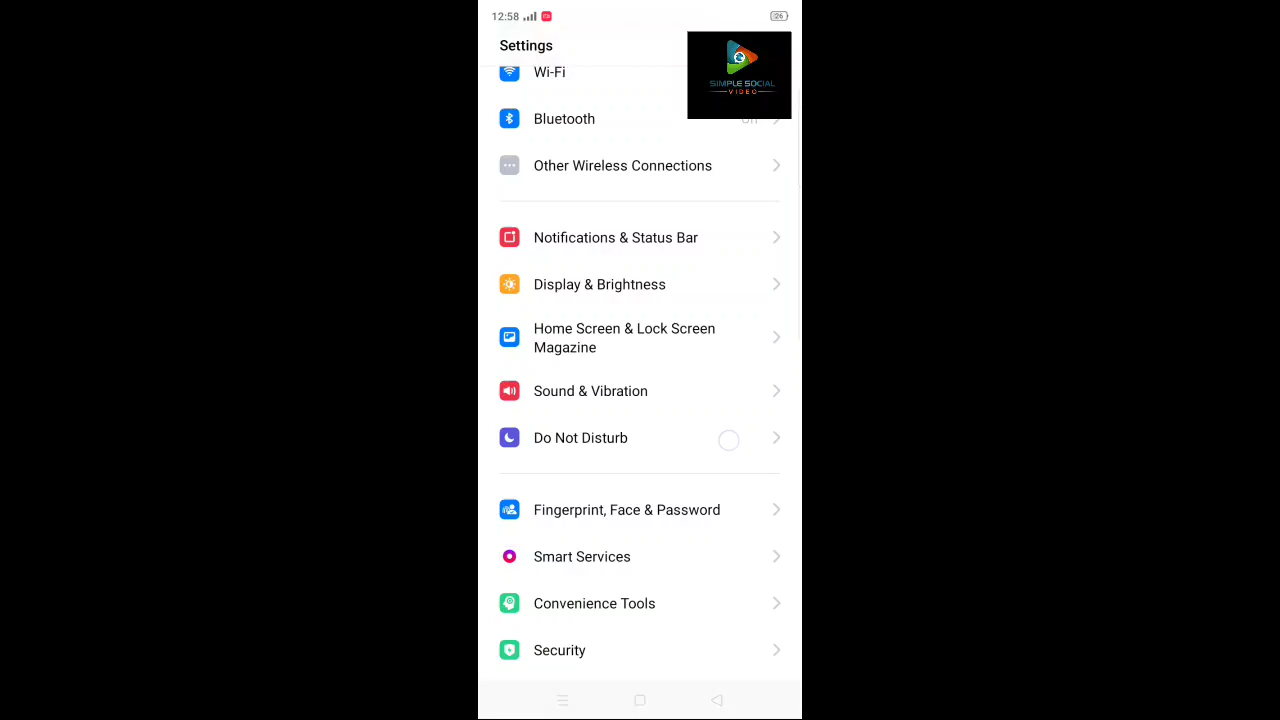 12:58
26
Settings
SIMPLE SOCIAL
VIDEO
Wi-Fi
Bluetooth
Other Wireless Connections
Notifications & Status Bar
Display & Brightness
Home Screen & Lock Screen
Magazine
Sound & Vibration
Do Not Disturb
Fingerprint, Face & Password
Smart Services
Convenience Tools
Security